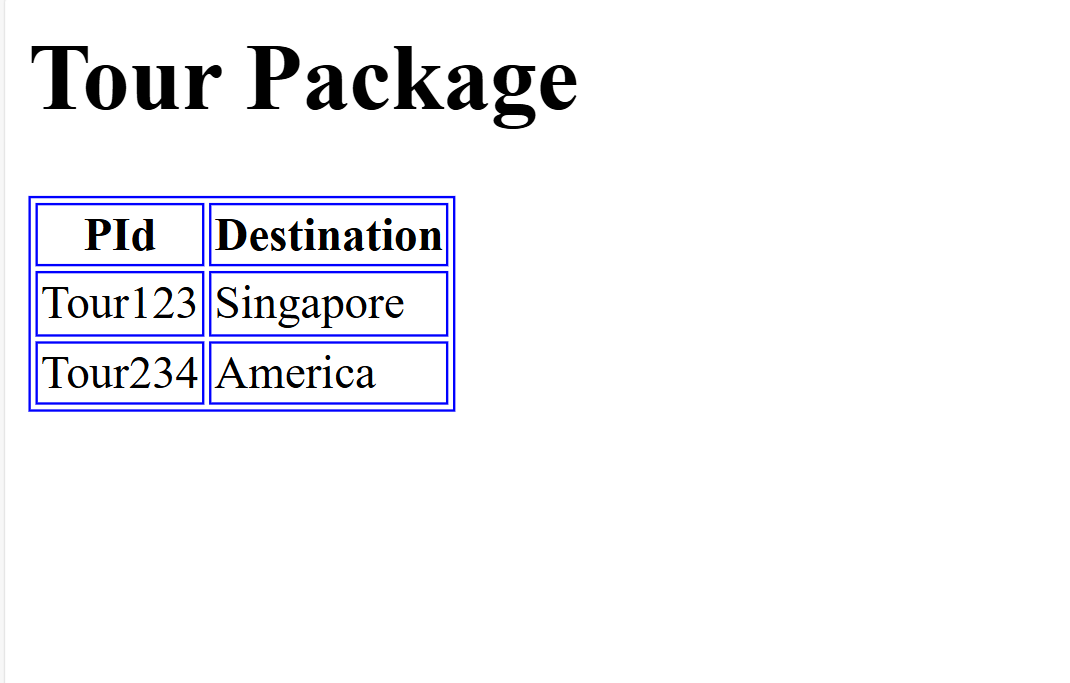 Tour Package
PId Destination
Tour123 Singapore
Tour234 America